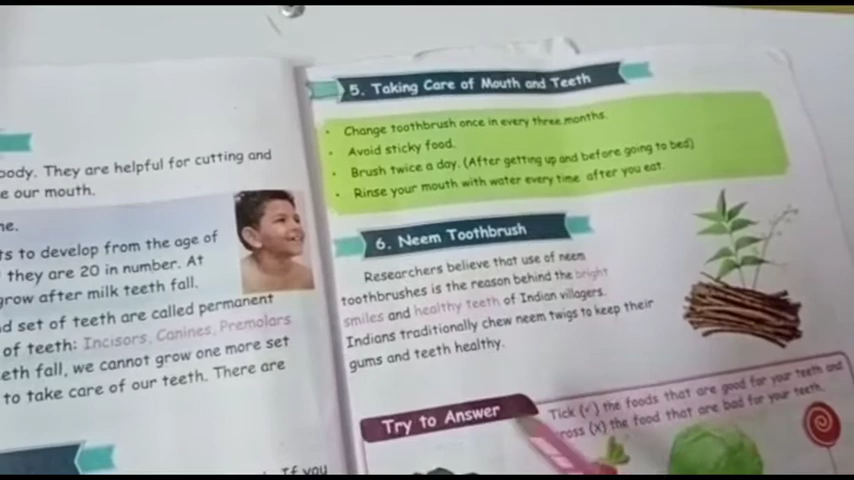 body. They are helpful for cutting and
e our mouth.
ne.
ts to develop from the age of
they are 20 in number. At
grow after milk teeth fall.
d set of teeth are called permanent
of teeth: Incisors, Canines, Premolars
eth fall, we cannot grow one more set
to take care of our teeth. There are
If you
5. Taking Care of Mouth and Teeth
• Change toothbrush once in every three months.
• Avoid sticky food.
• Brush twice a day. (After getting up and before going to bed)
• Rinse your mouth with water every time after you eat.
6. Neem Toothbrush
Researchers believe that use of neem
toothbrushes is the reason behind the bright
smiles and healthy teeth of Indian villagers.
Indians traditionally chew neem twigs to keep their
gums and teeth healthy.
Try to Answer
Tick (✓) the foods that are good for your teeth and
cross (x) the food that are bad for your teeth.